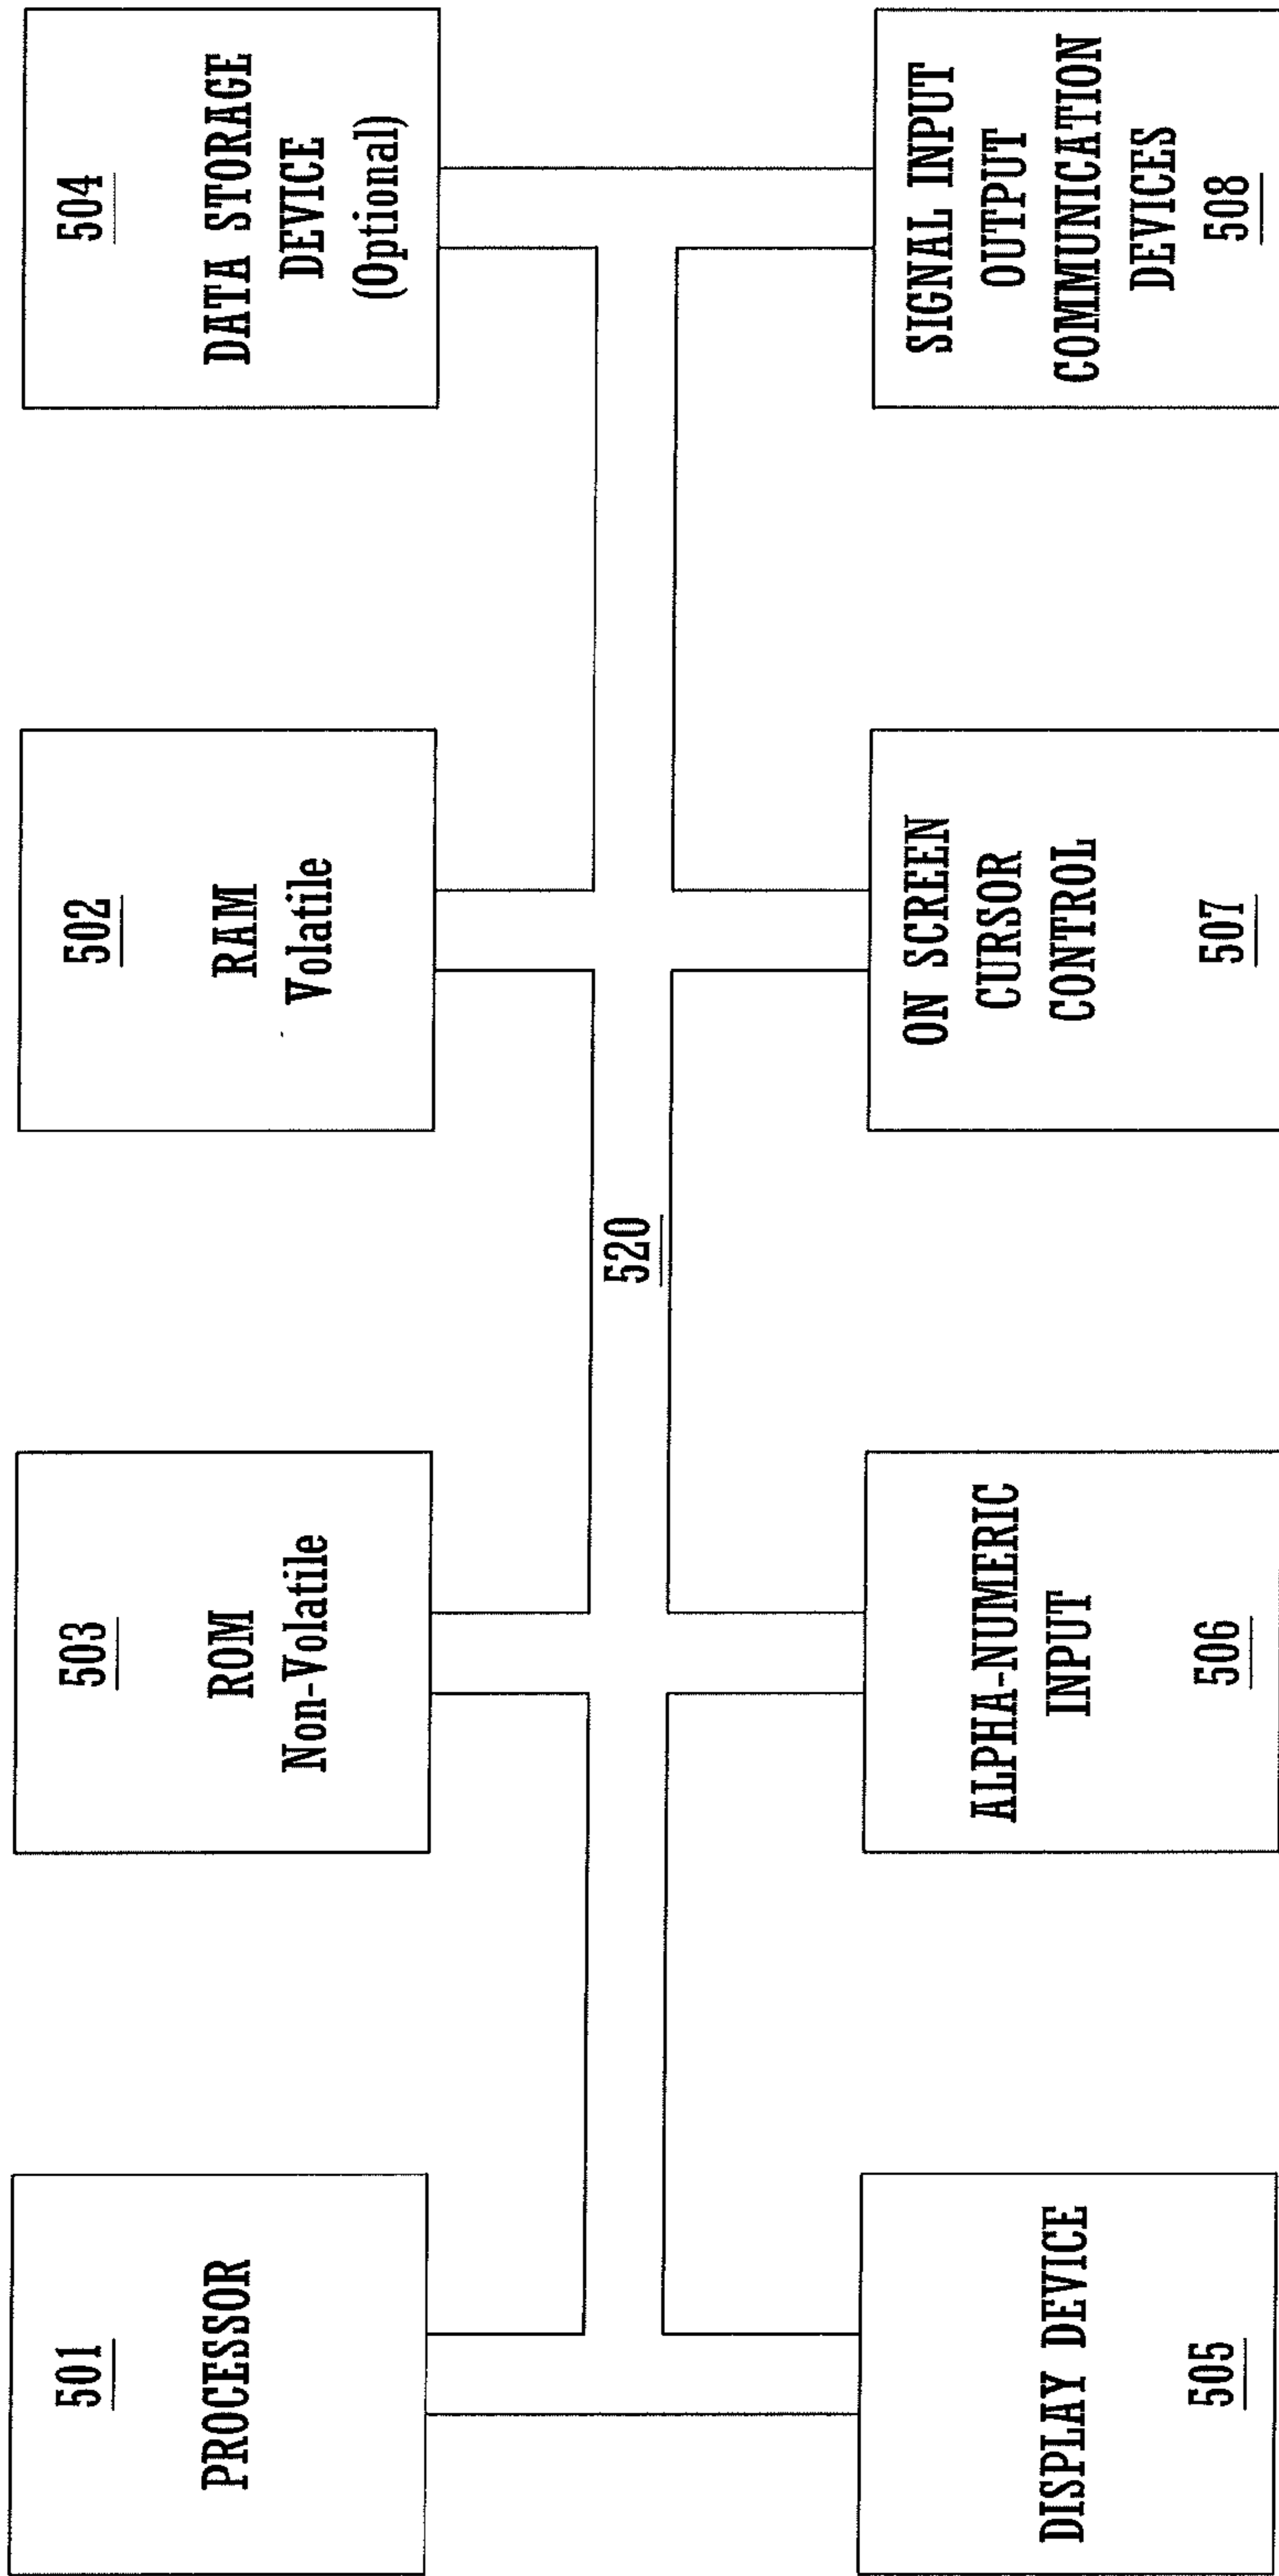 501
PROCESSOR
503
ROM
Non-Volatile
502
RAM
Volatile
504
DATA STORAGE
DEVICE
(Optional)
520
DISPLAY DEVICE
505
ALPHA-NUMERIC
INPUT
506
ON SCREEN
CURSOR
CONTROL
507
SIGNAL INPUT
OUTPUT
COMMUNICATION
DEVICES
508